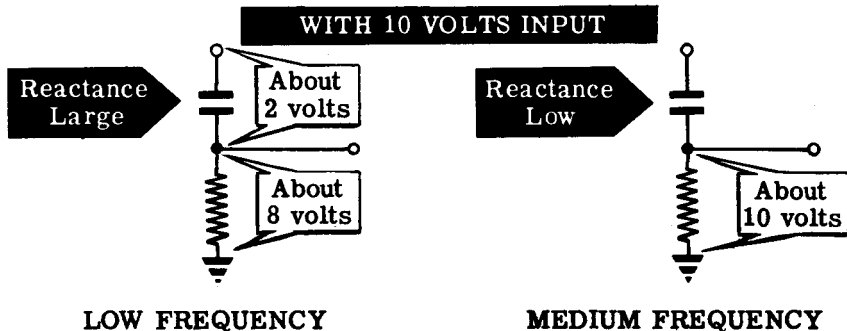 WITH 10 VOLTS INPUT
Reactance
Large
About
2 volts
About
8 volts
LOW FREQUENCY
Reactance
Low
About
10 volts
MEDIUM FREQUENCY